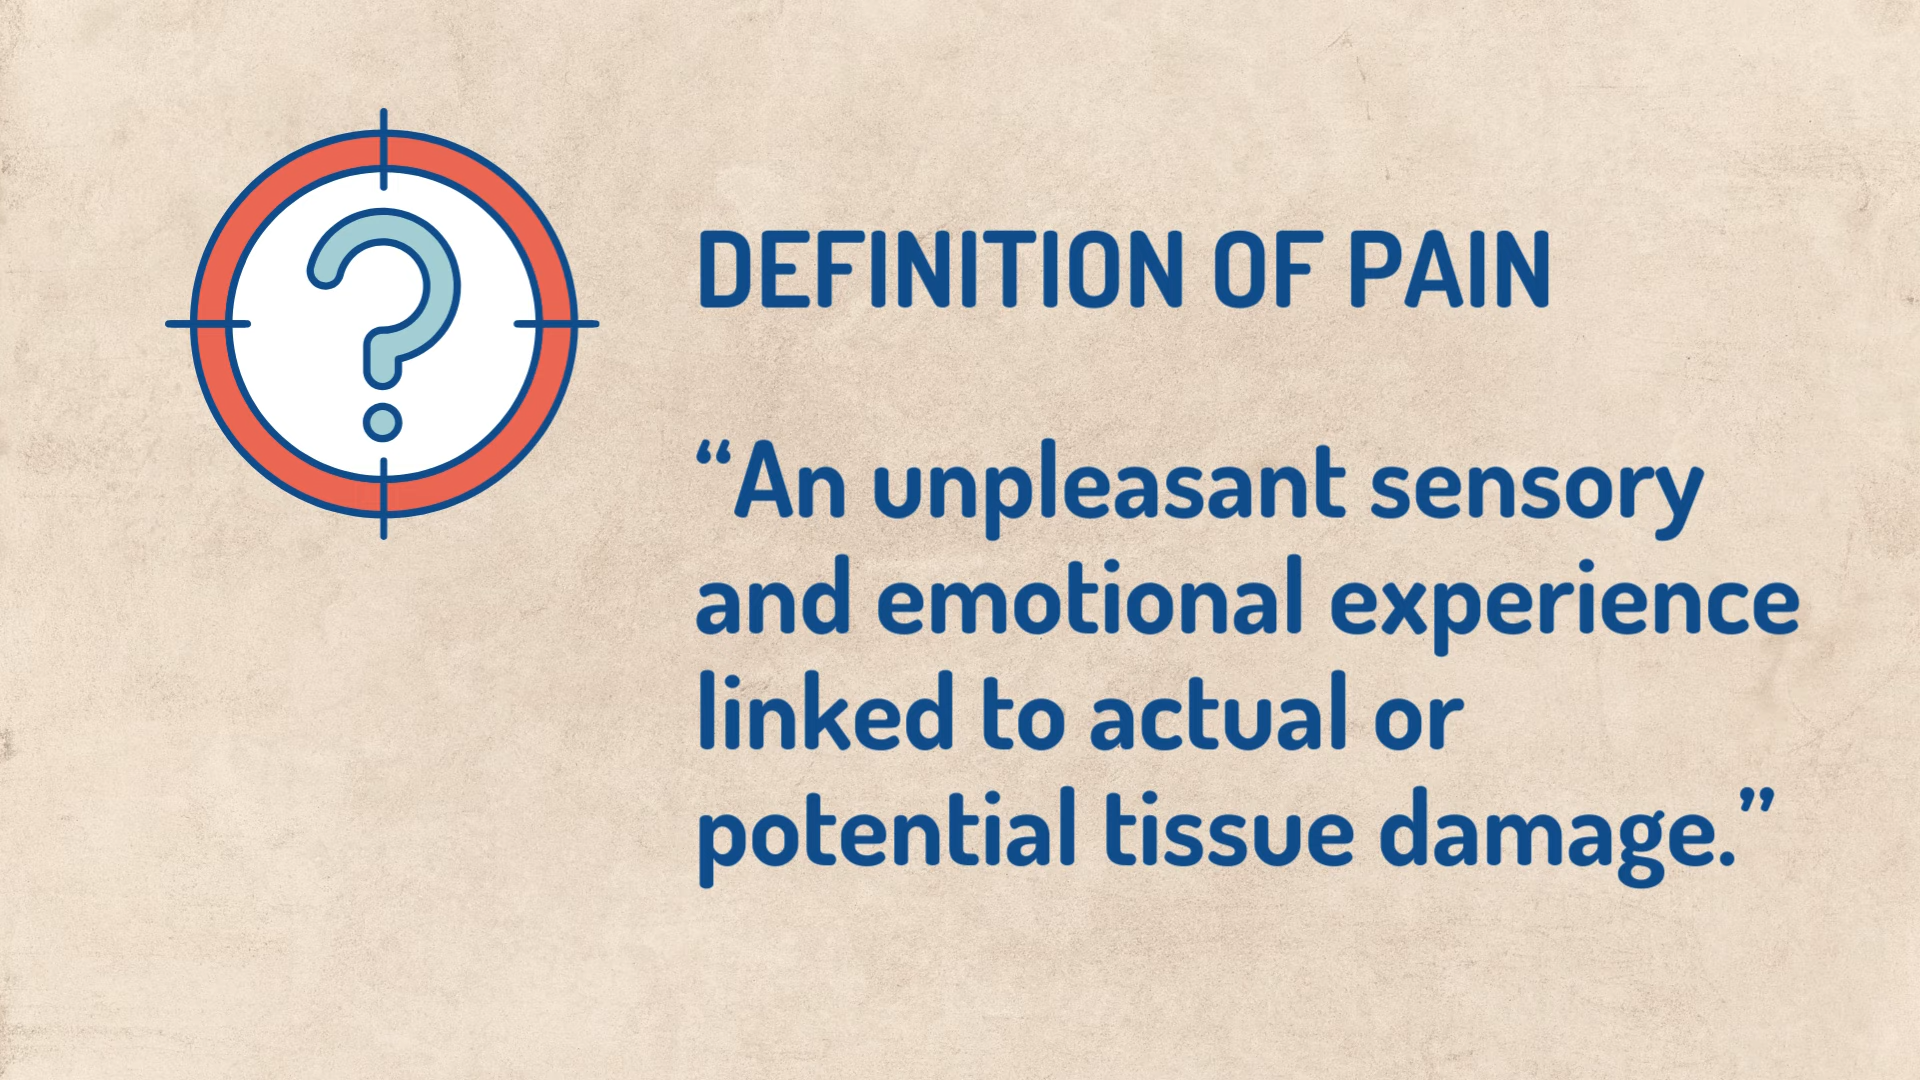 ?
DEFINITION OF PAIN
“An unpleasant sensory
and emotional experience
linked to actual or
potential tissue damage.”